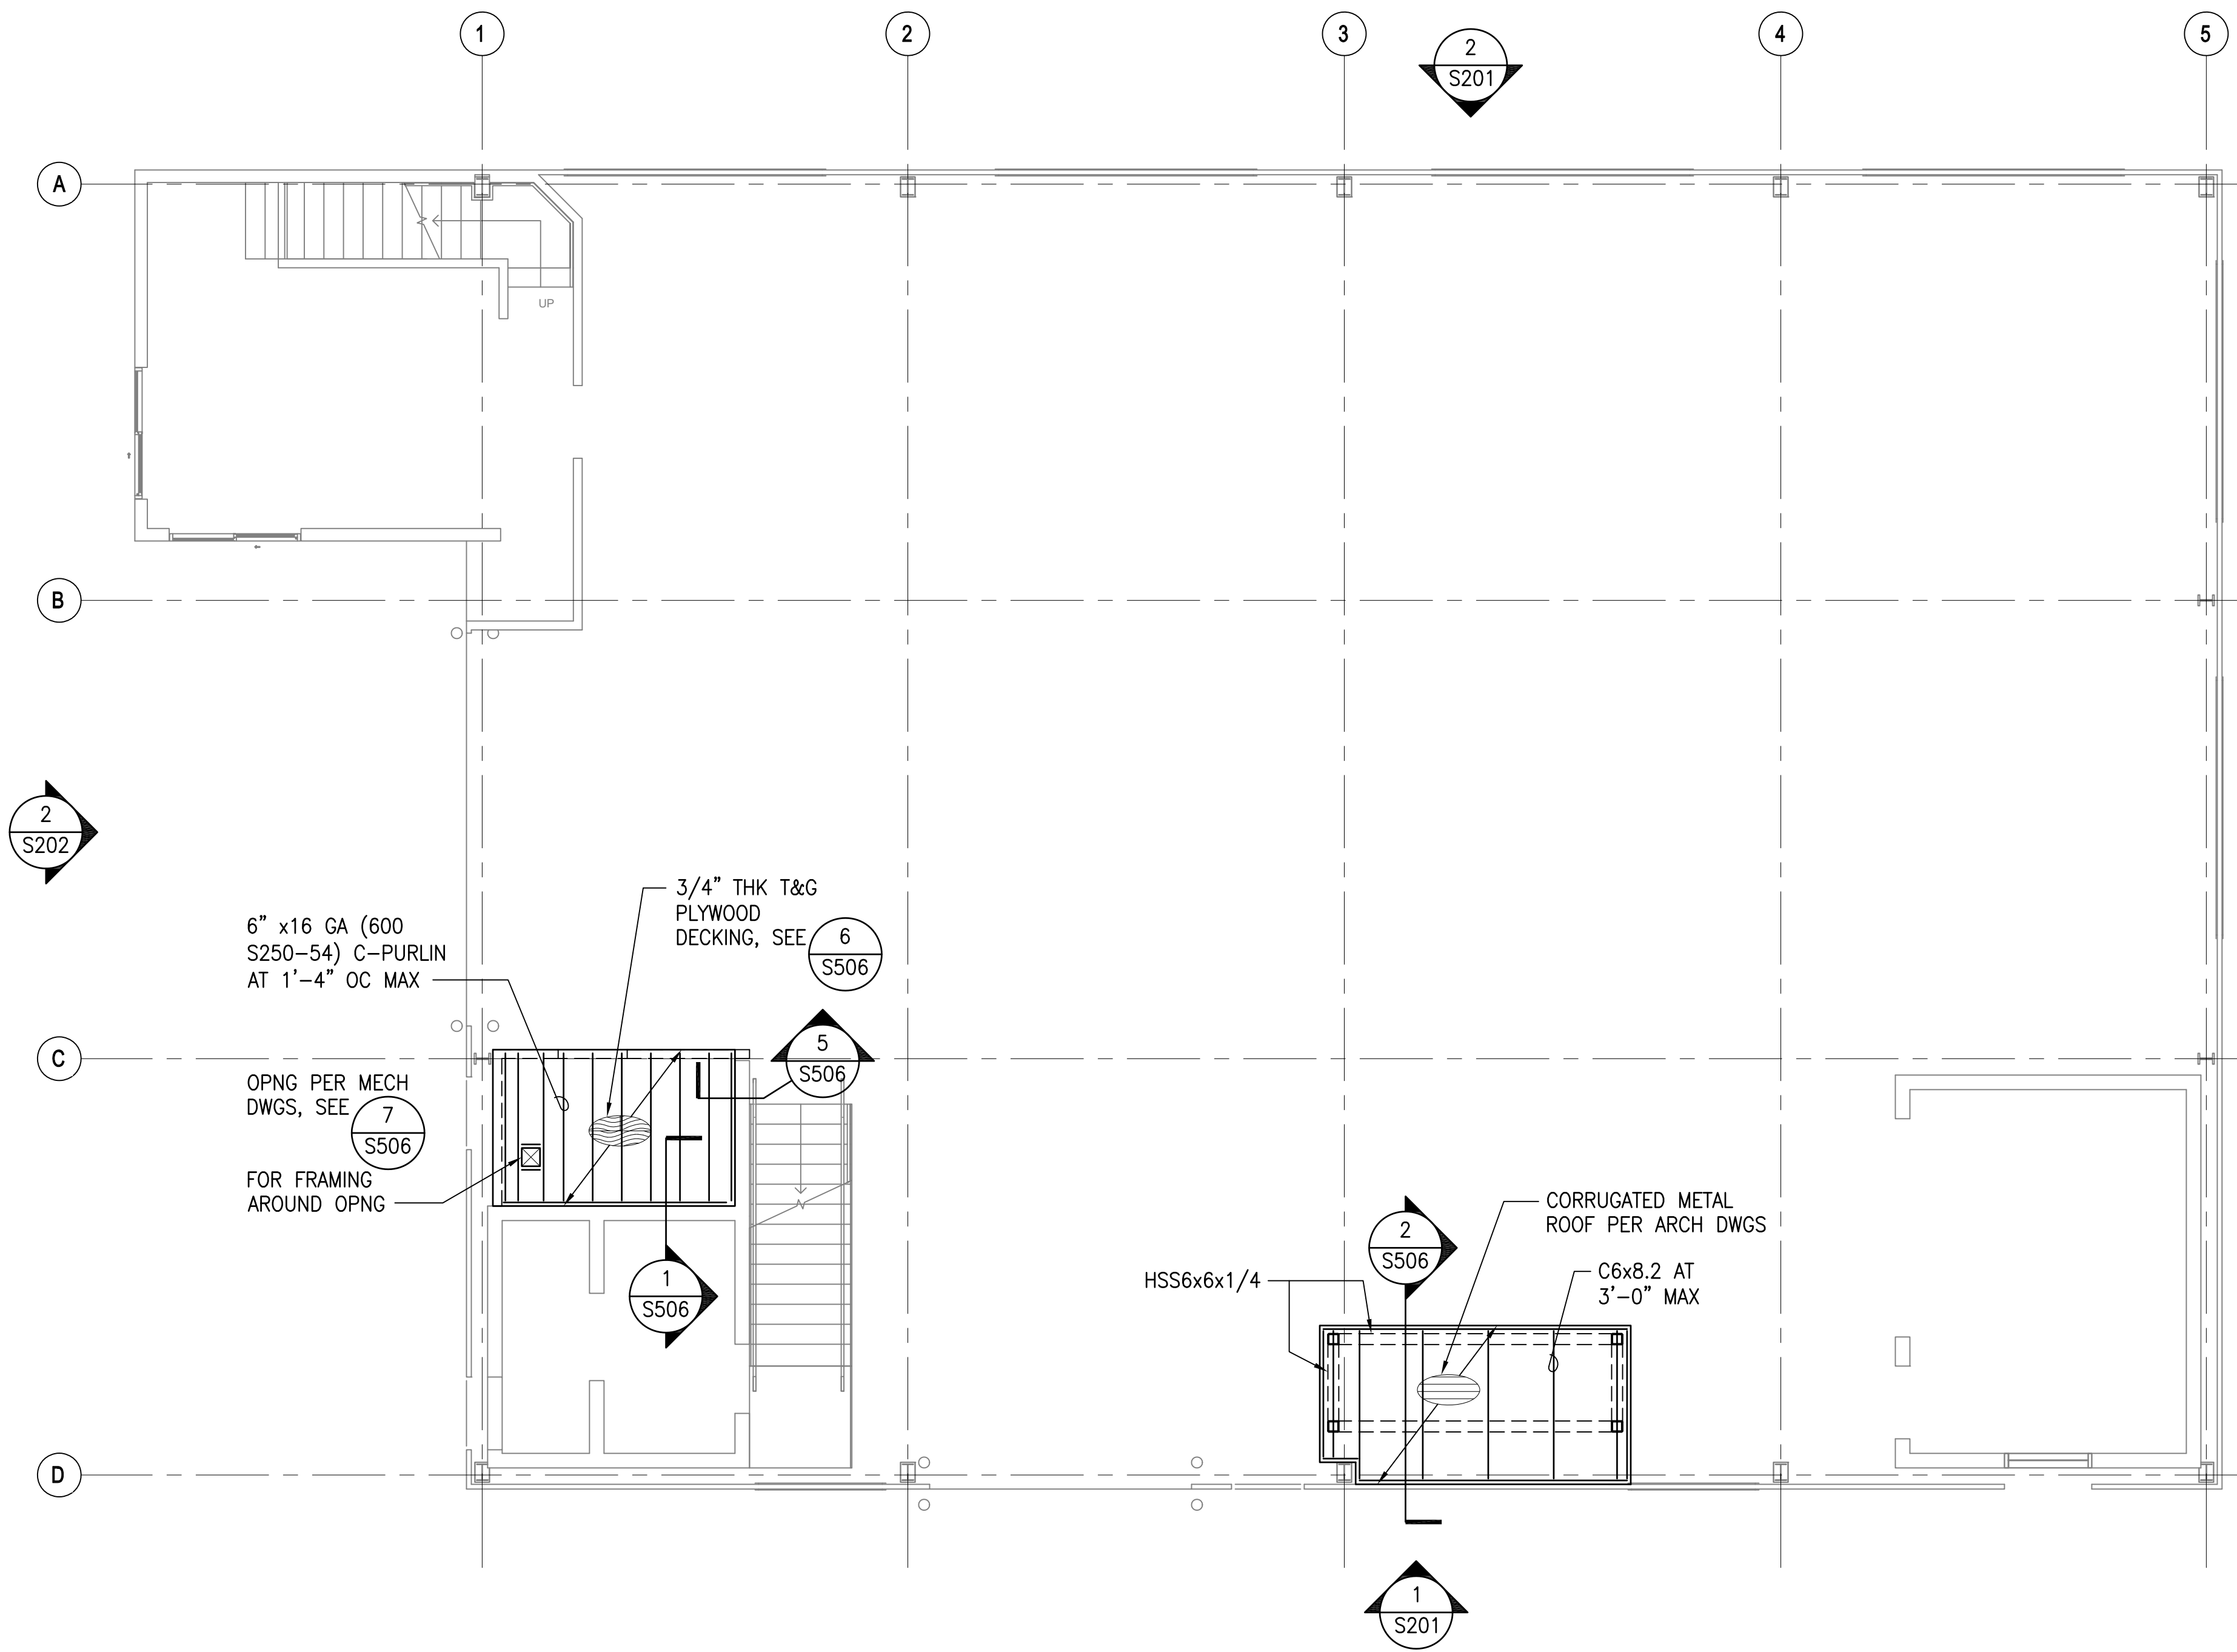 1
2
3
4
5
2
S201
A
UP
B
2
S202
3/4" THK T&G
PLYWOOD
DECKING, SEE
6
S506
6" x16 GA (600
S250-54) C-PURLIN
AT 1'-4" OC MAX
C
5
S506
OPNG PER MECH
DWGS, SEE
7
S506
FOR FRAMING
AROUND OPNG
1
S506
CORRUGATED METAL
ROOF PER ARCH DWGS
2
S506
HSS6x6x1/4
C6x8.2 AT
3'-0" MAX
D
1
S201